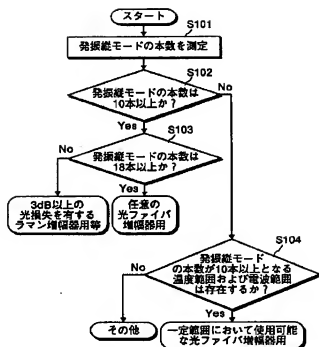 スタート
S101
発振縦モードの本数を測定
S102
発振縦モードの本数は
10本以上か?
No
Yes
S103
発振縦モードの本数は
18本以上か?
No
Yes
3dB以上の
光損失を有する
ラマン増幅器用等
任意の
光ファイバ
増幅器用
S104
発振縦モード
の本数が10本以上となる
温度範囲および電波範囲
は存在するか?
No
Yes
その他
一定範囲において使用可能
な光ファイバ増幅器用